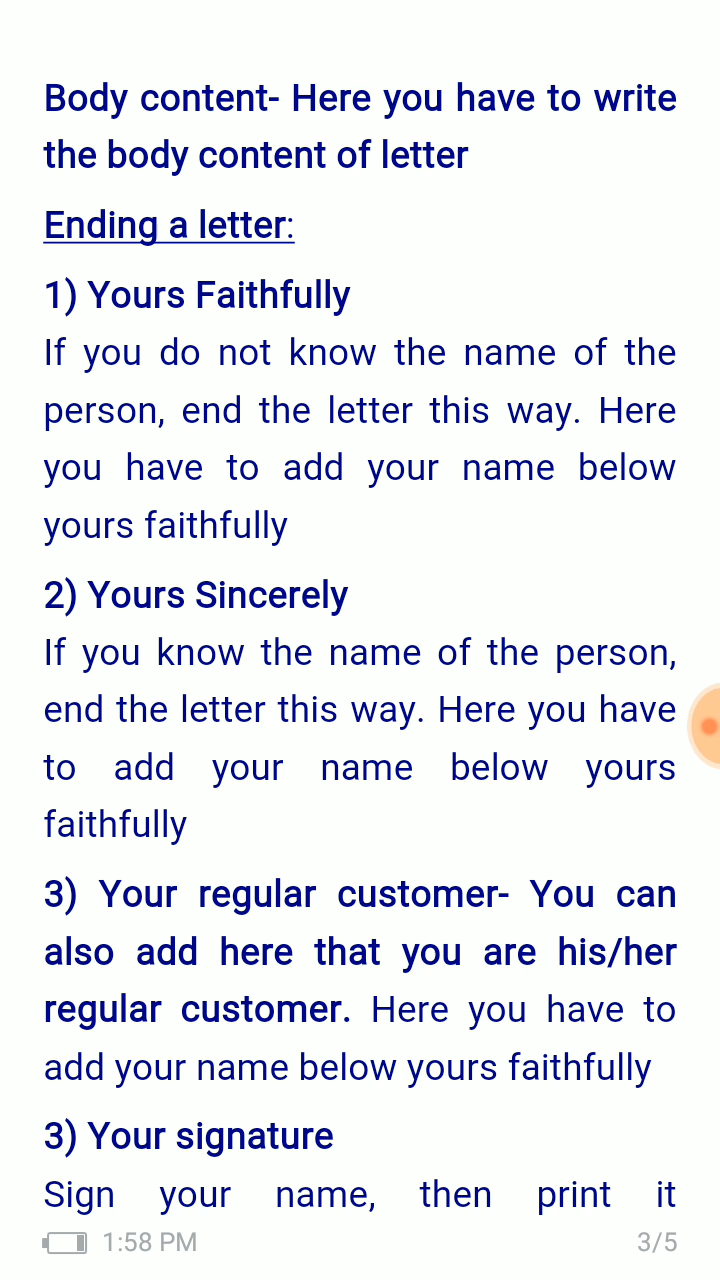 Body content- Here you have to write
the body content of letter
Ending a letter:
1) Yours Faithfully
If you do not know the name of the
person, end the letter this way. Here
you have to add your name below
yours faithfully
2) Yours Sincerely
If you know the name of the person,
end the letter this way. Here you have
to add your name below yours
faithfully
3) Your regular customer- You can
also add here that you are his/her
regular customer. Here you have to
add your name below yours faithfully
3) Your signature
Sign your name, then print it
1:58 PM 3/5